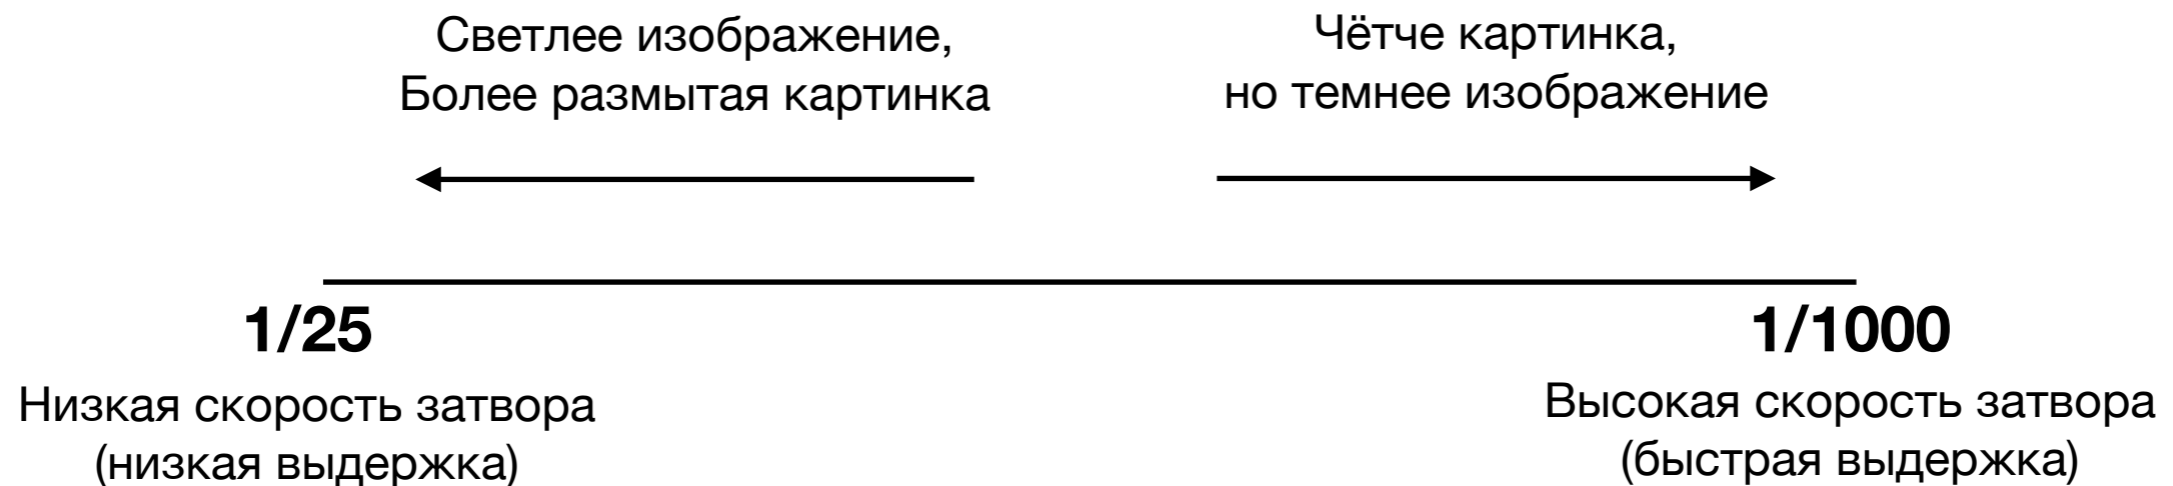 Светлее изображение,
Более размытая картинка
Чётче картинка,
но темнее изображение
1/25
Низкая скорость затвора
(низкая выдержка)
1/1000
Высокая скорость затвора
(быстрая выдержка)